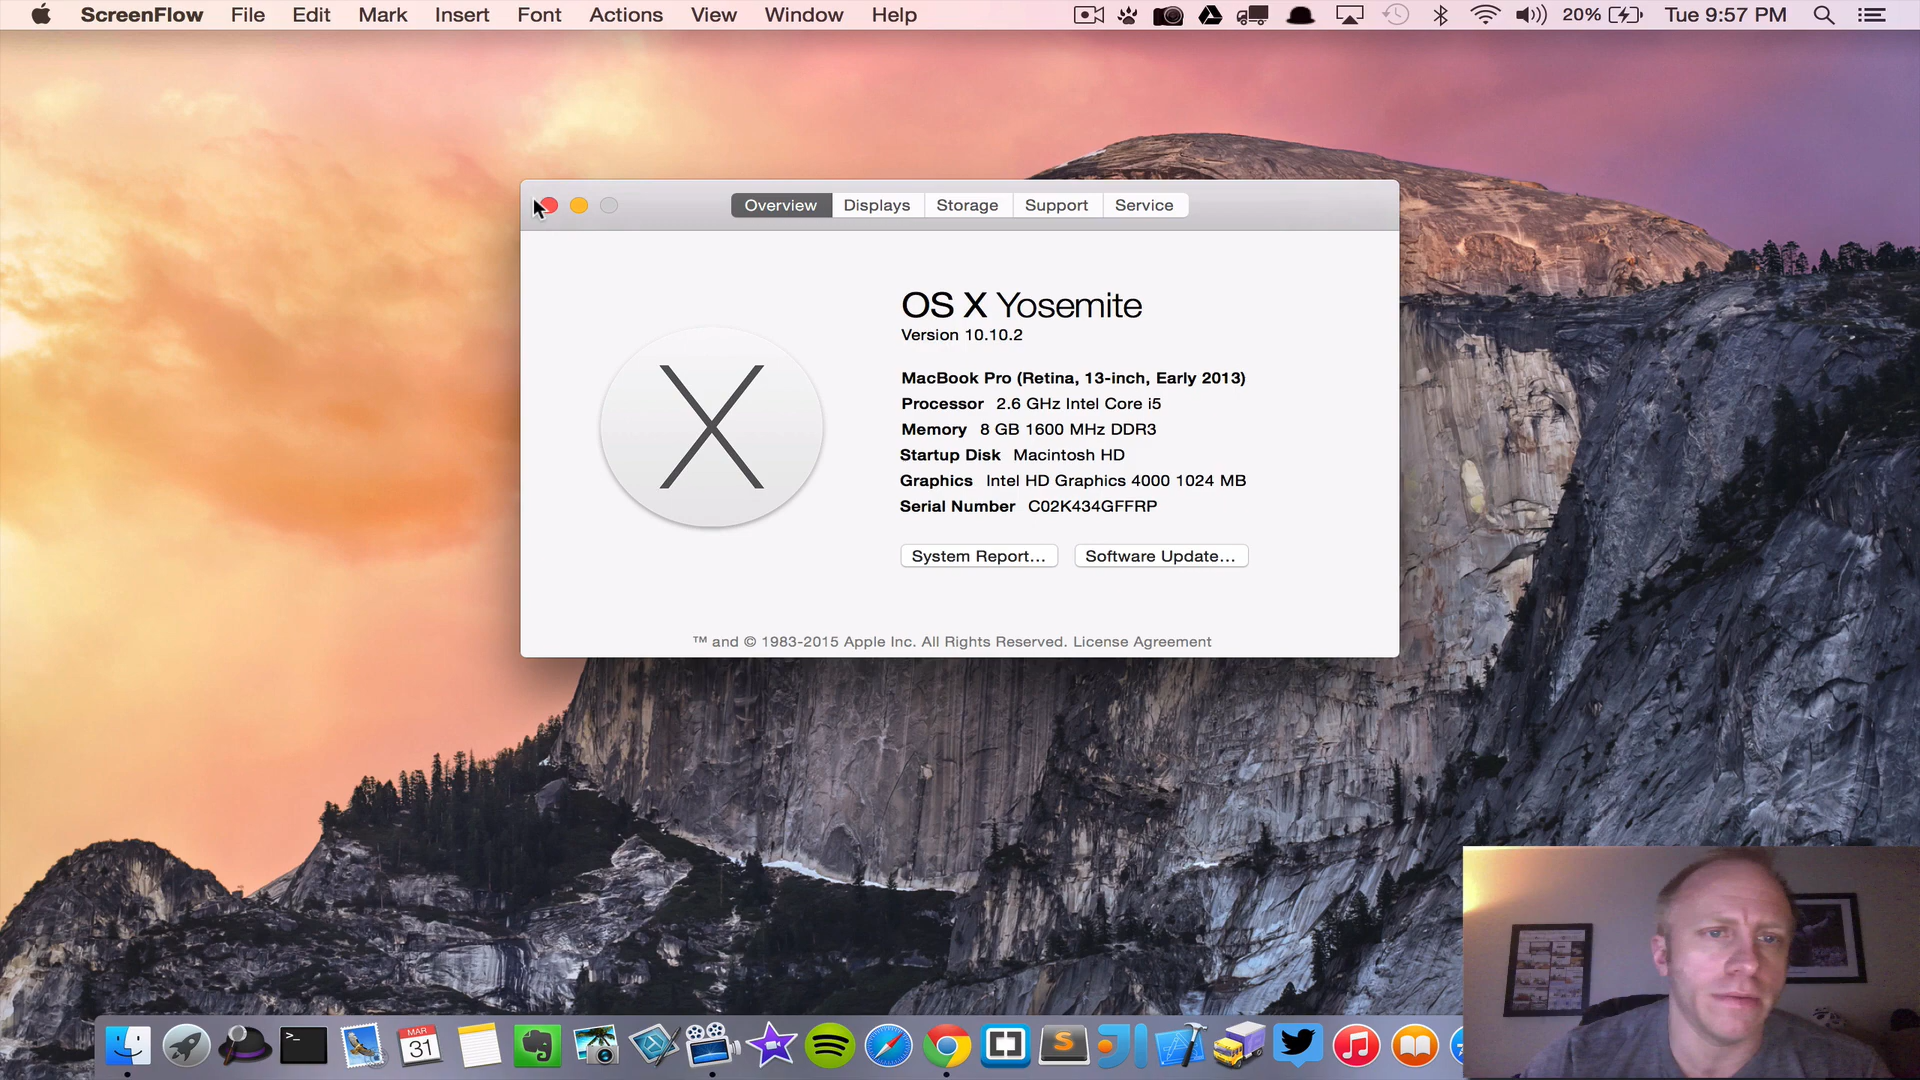 ScreenFlow File Edit Mark Insert Font Actions View Window Help 20% Tue 9:57 PM
Overview Displays Storage Support Service
OS X Yosemite
Version 10.10.2
MacBook Pro (Retina, 13-inch, Early 2013)
Processor 2.6 GHz Intel Core i5
Memory 8 GB 1600 MHz DDR3
Startup Disk Macintosh HD
Graphics Intel HD Graphics 4000 1024 MB
Serial Number C02K434GFFRP
System Report... Software Update...
™ and © 1983-2015 Apple Inc. All Rights Reserved. License Agreement
>_
MAR
31
S